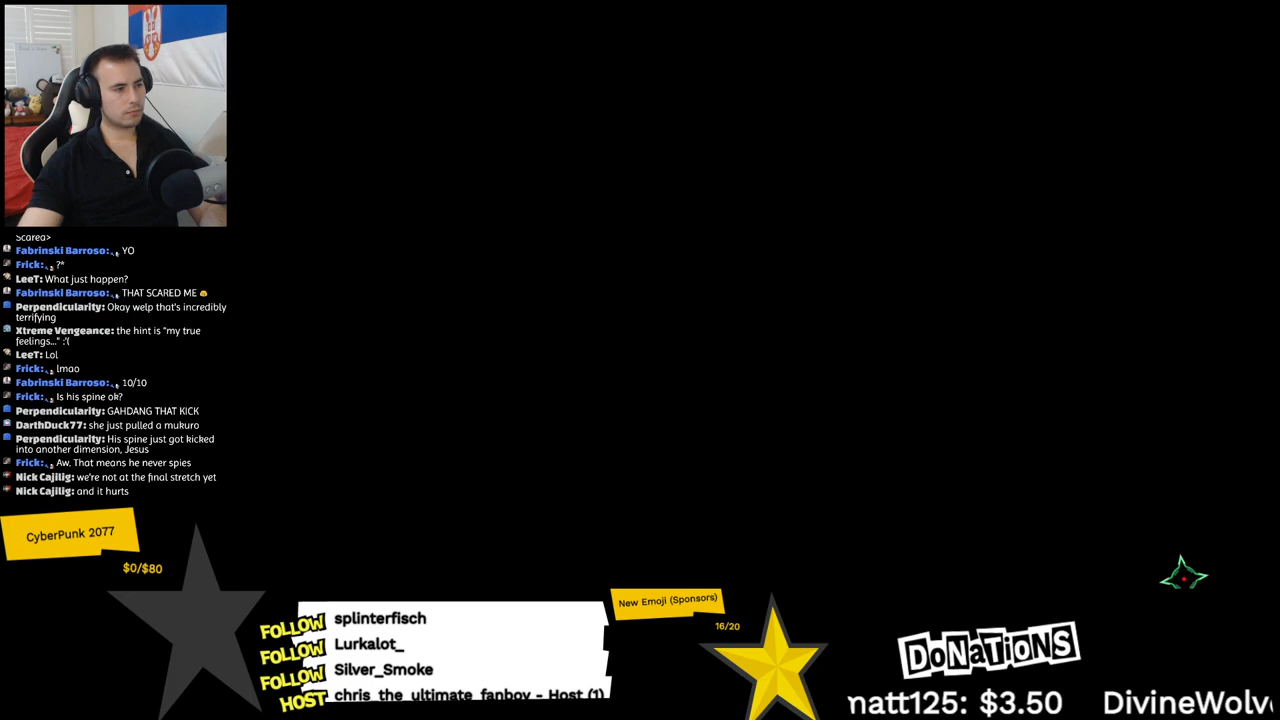 Scarea>
Fabrinski Barroso: YO
Frick: ?*
LeeT: What just happen?
Fabrinski Barroso: THAT SCARED ME
Perpendicularity: Okay welp that's incredibly
terrifying
Xtreme Vengeance: the hint is "my true
feelings..." :'(
LeeT: Lol
Frick: lmao
Fabrinski Barroso: 10/10
Frick: Is his spine ok?
Perpendicularity: GAHDANG THAT KICK
DarthDuck77: she just pulled a mukuro
Perpendicularity: His spine just got kicked
into another dimension, Jesus
Frick: Aw. That means he never spies
Nick Cajilig: we're not at the final stretch yet
Nick Cajilig: and it hurts
CyberPunk 2077
$0/$80
FOLLOW splinterfisch
FOLLOW Lurkalot_
FOLLOW Silver_Smoke
HOST chris_the_ultimate_fanboy - Host (1)
New Emoji (Sponsors)
16/20
DoNaTiONS
matt125: $3.50 DivineWolv